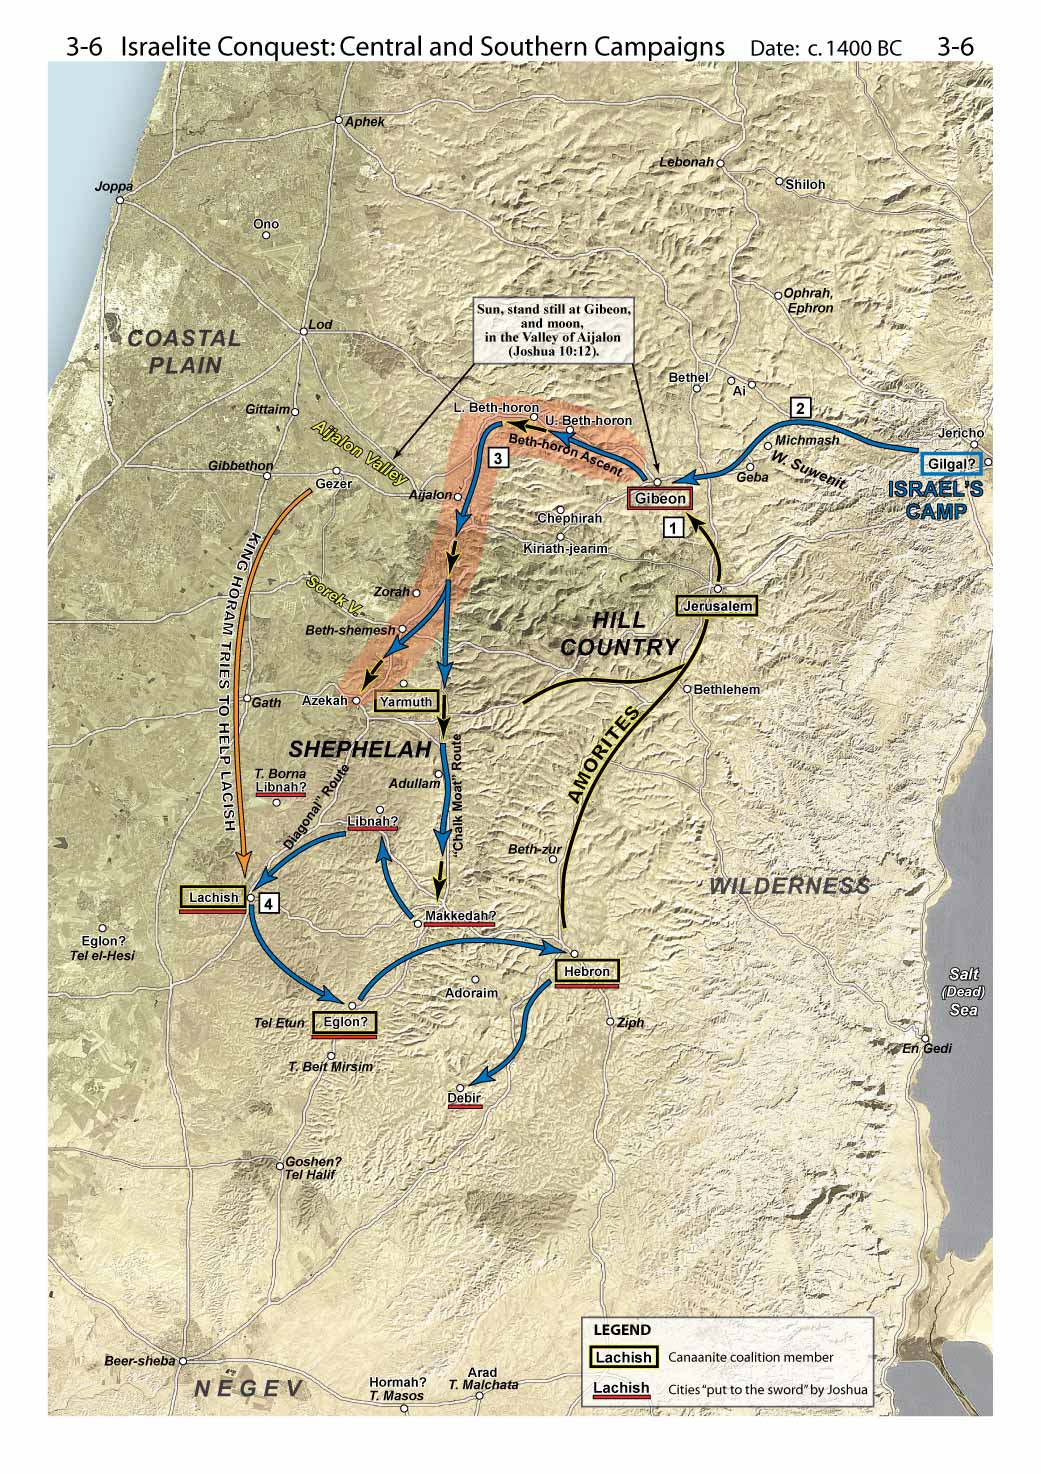 3-6 Israelite Conquest: Central and Southern Campaigns Date: c. 1400 BC 3-6
Aphek
Lebonah
Shiloh
Joppa
Ono
Ophrah,
Ephron
Sun, stand still at Gibeon,
and moon,
in the Valley of Aijalon
(Joshua 10:12).
Lod
COASTAL
PLAIN
Bethel
Ai
Gittaim
L. Beth-horon
U. Beth-horon
2
Jericho
Aijalon Valley
Beth-horon Ascent
Michmash
3
W. Suwenit
Gilgal?
Gibbethon
Gezer
Geba
ISRAEL'S
CAMP
Aijalon
Gibeon
Chephirah
1
Kiriath-jearim
KING HORAM TRIES TO HELP LACISH
Sorek V.
Zorah
Jerusalem
Beth-shemesh
HILL
COUNTRY
Bethlehem
Gath
Azekah
Yarmuth
AMORITES
SHEPHELAH
T. Borna
Libnah?
Diagonal" Route
Adullam
"Chalk Moat" Route
Libnah?
Beth-zur
WILDERNESS
Lachish
4
Makkedah?
Eglon?
Tel el-Hesi
Hebron
Salt
(Dead)
Sea
Adoraim
Tel Etun
Eglon?
Ziph
En Gedi
T. Beit Mirsim
Debir
Goshen?
Tel Halif
LEGEND
Lachish Canaanite coalition member
Lachish Cities "put to the sword" by Joshua
Beer-sheba
NEGEV
Hormah?
T. Masos
Arad
T. Malchata